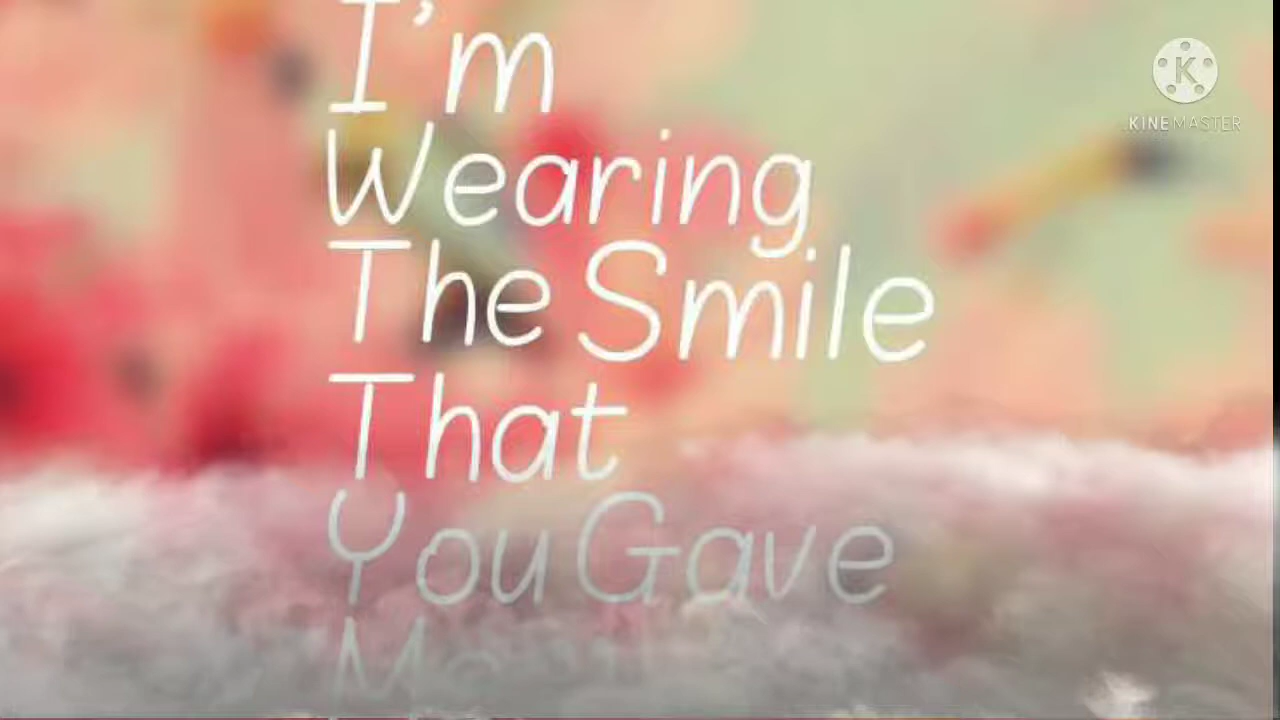 I'm
Wearing
The Smile
That
You Gave
K
KINEMASTER